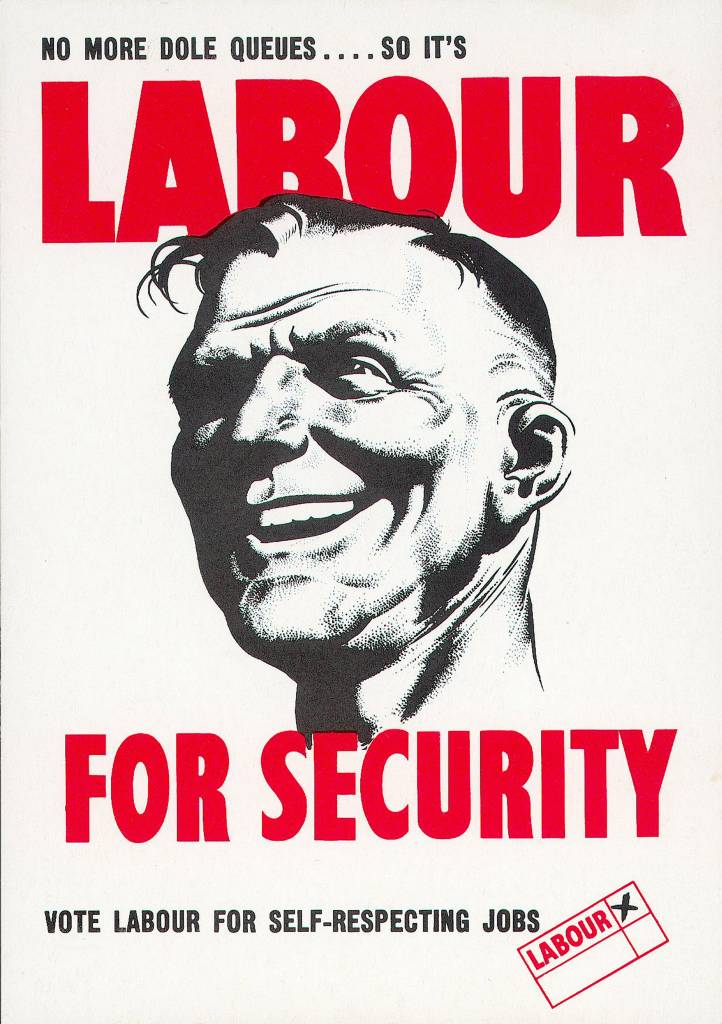 NO MORE DOLE QUEUES....SO IT'S
LABOUR
FOR SECURITY
VOTE LABOUR FOR SELF-RESPECTING JOBS
LABOUR X